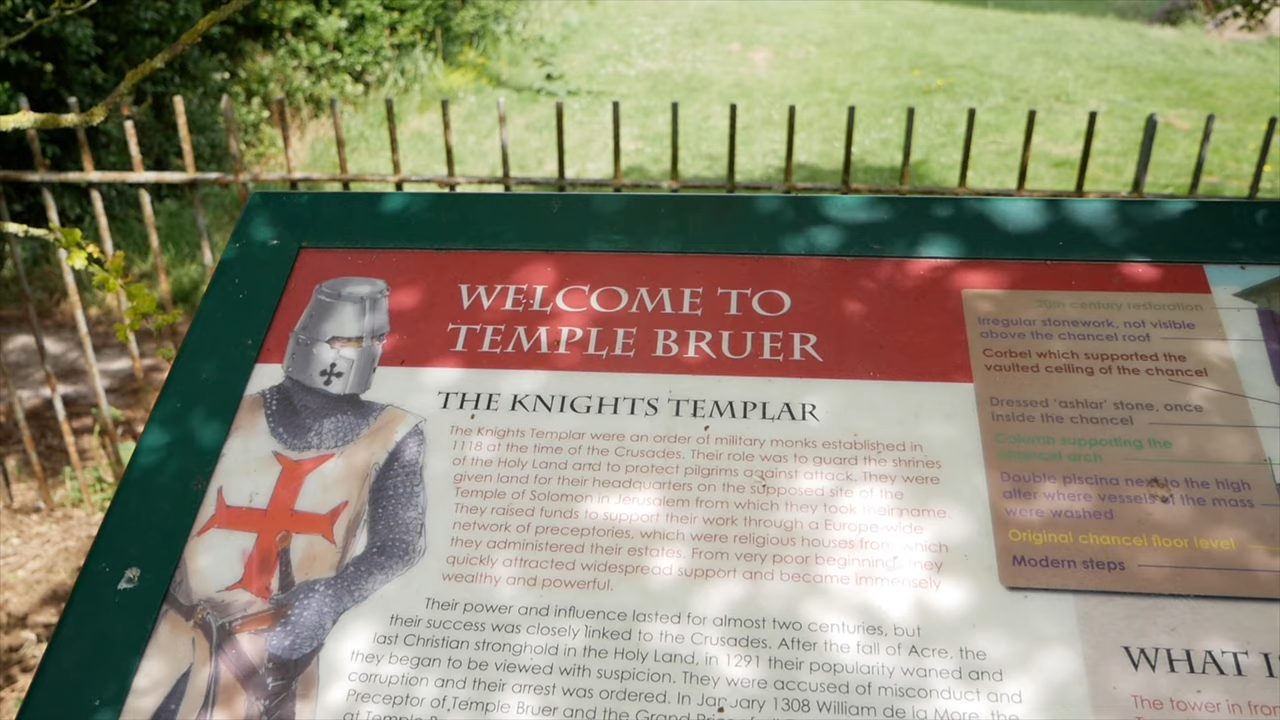 WELCOME TO
TEMPLE BRUER
THE KNIGHTS TEMPLAR
The Knights Templar were an order of military monks established in
1118 at the time of the Crusades. Their role was to guard the shrines
of the Holy Land and to protect pilgrims against attack. They were
given land for their headquarters on the supposed site of the
Temple of Solomon in Jerusalem from which they took their name.
They raised funds to support their work through a Europe-wide
network of preceptories, which were religious houses from which
they administered their estates. From very poor beginnings they
quickly attracted widespread support and became immensely
wealthy and powerful.
Their power and influence lasted for almost two centuries, but
their success was closely linked to the Crusades. After the fall of Acre, the
last Christian stronghold in the Holy Land, in 1291 their popularity waned and
they began to be viewed with suspicion. They were accused of misconduct and
corruption and their arrest was ordered. In January 1308 William de la More, the
Preceptor of Temple Bruer and the Grand
at Temple
20th century restoration
Irregular stonework, not visible
above the chancel roof
Corbel which supported the
vaulted ceiling of the chancel
Dressed 'ashlar' stone, once
inside the chancel
Column supporting the
chancel arch
Double piscina next to the high
alter where vessels of the mass
were washed
Original chancel floor level
Modern steps
WHAT I
The tower in fron